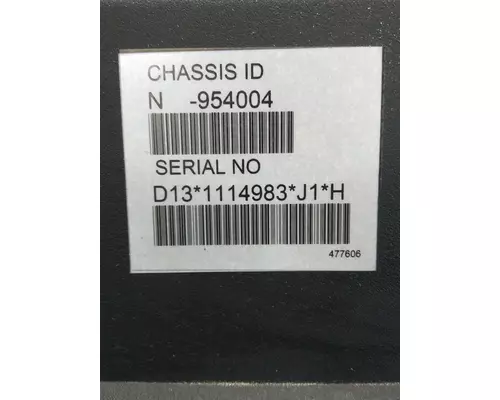 CHASSIS ID
N -954004
SERIAL NO
D13*1114983*J1*H
477606